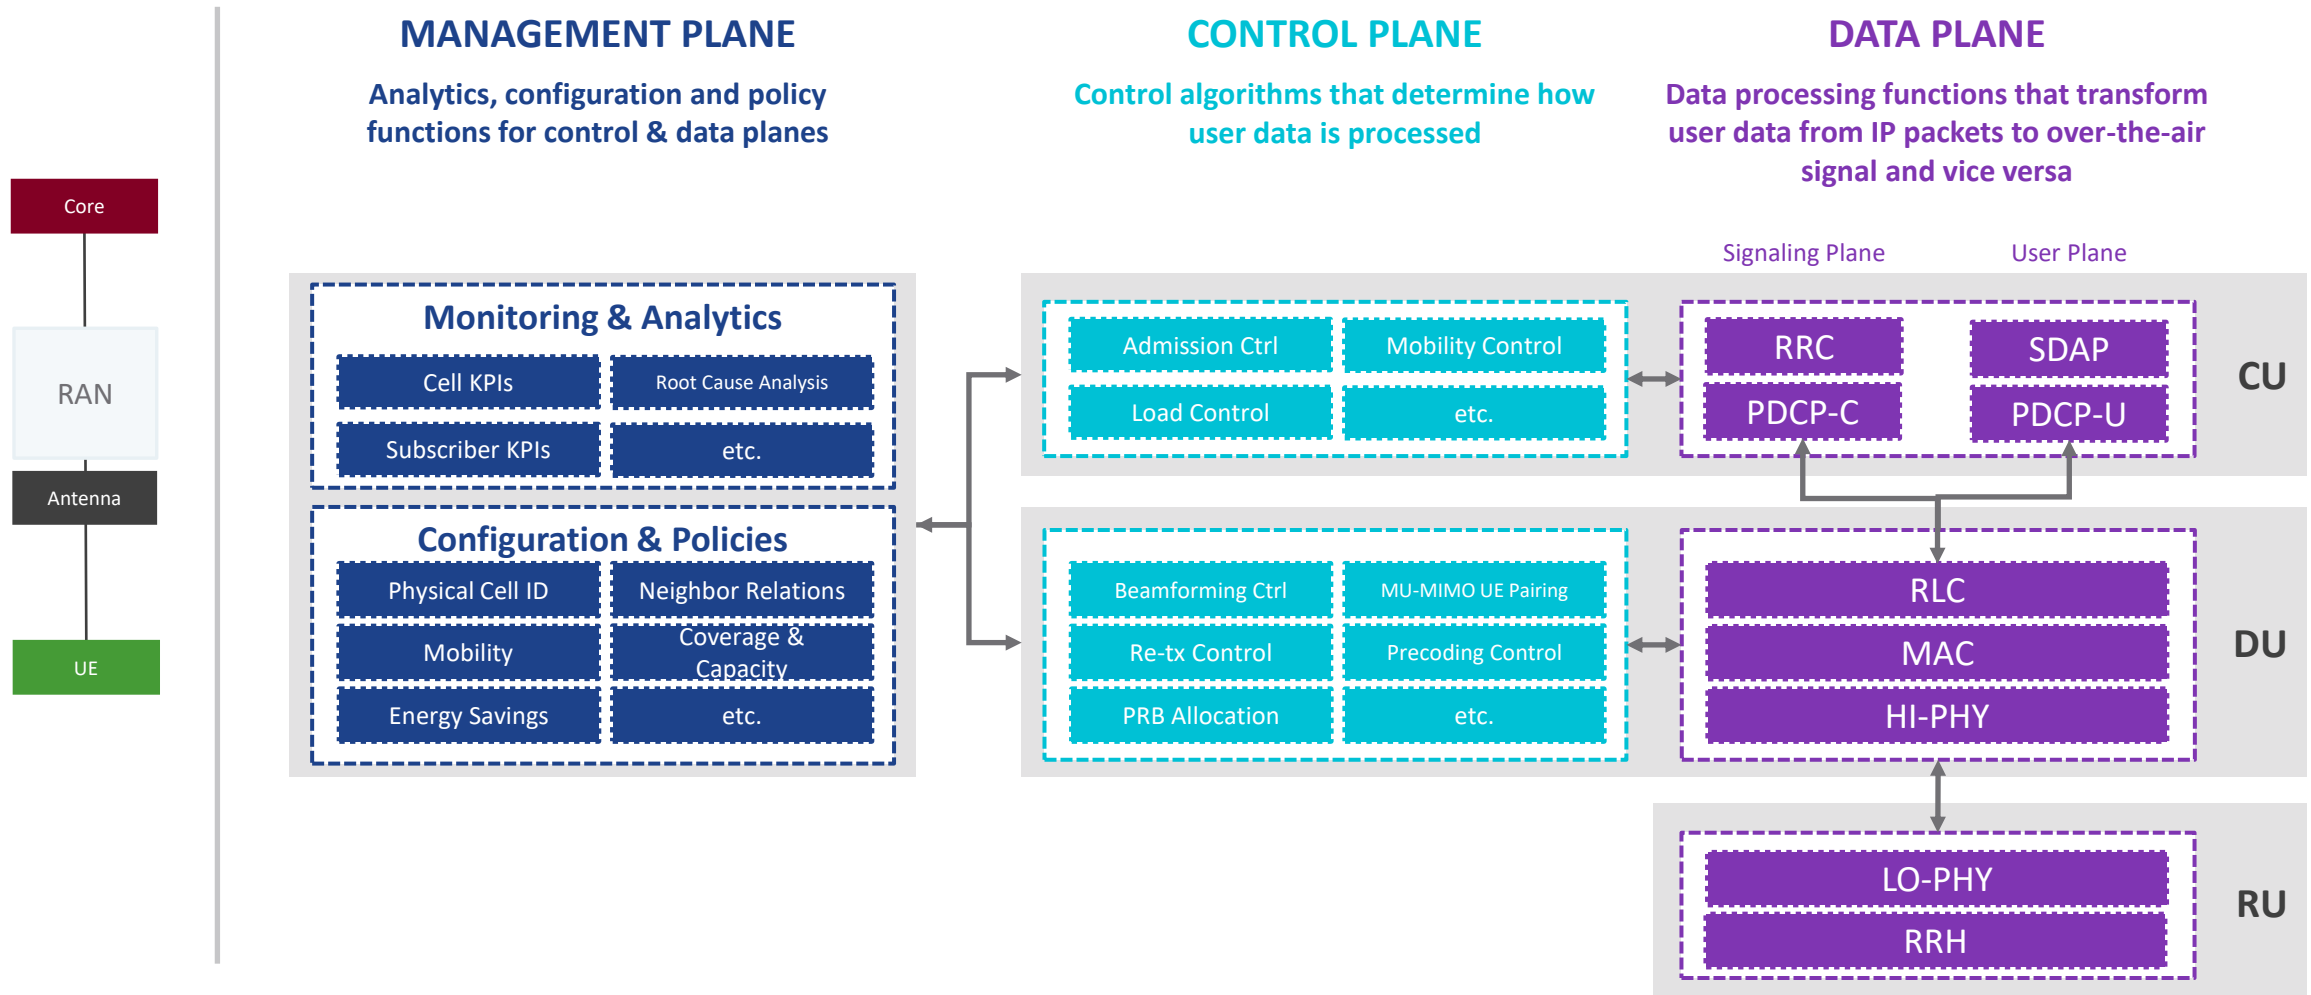 MANAGEMENT PLANE
Analytics, configuration and policy
functions for control & data planes
CONTROL PLANE
Control algorithms that determine how
user data is processed
DATA PLANE
Data processing functions that transform
user data from IP packets to over-the-air
signal and vice versa
Core
RAN
Antenna
UE
Monitoring & Analytics
Cell KPIs
Root Cause Analysis
Subscriber KPIs
etc.
Configuration & Policies
Physical Cell ID
Neighbor Relations
Mobility
Coverage &
Capacity
Energy Savings
etc.
Admission Ctrl
Mobility Control
Load Control
etc.
Beamforming Ctrl
MU-MIMO UE Pairing
Re-tx Control
Precoding Control
PRB Allocation
etc.
Signaling Plane
User Plane
RRC
SDAP
PDCP-C
PDCP-U
CU
RLC
MAC
HI-PHY
DU
LO-PHY
RRH
RU